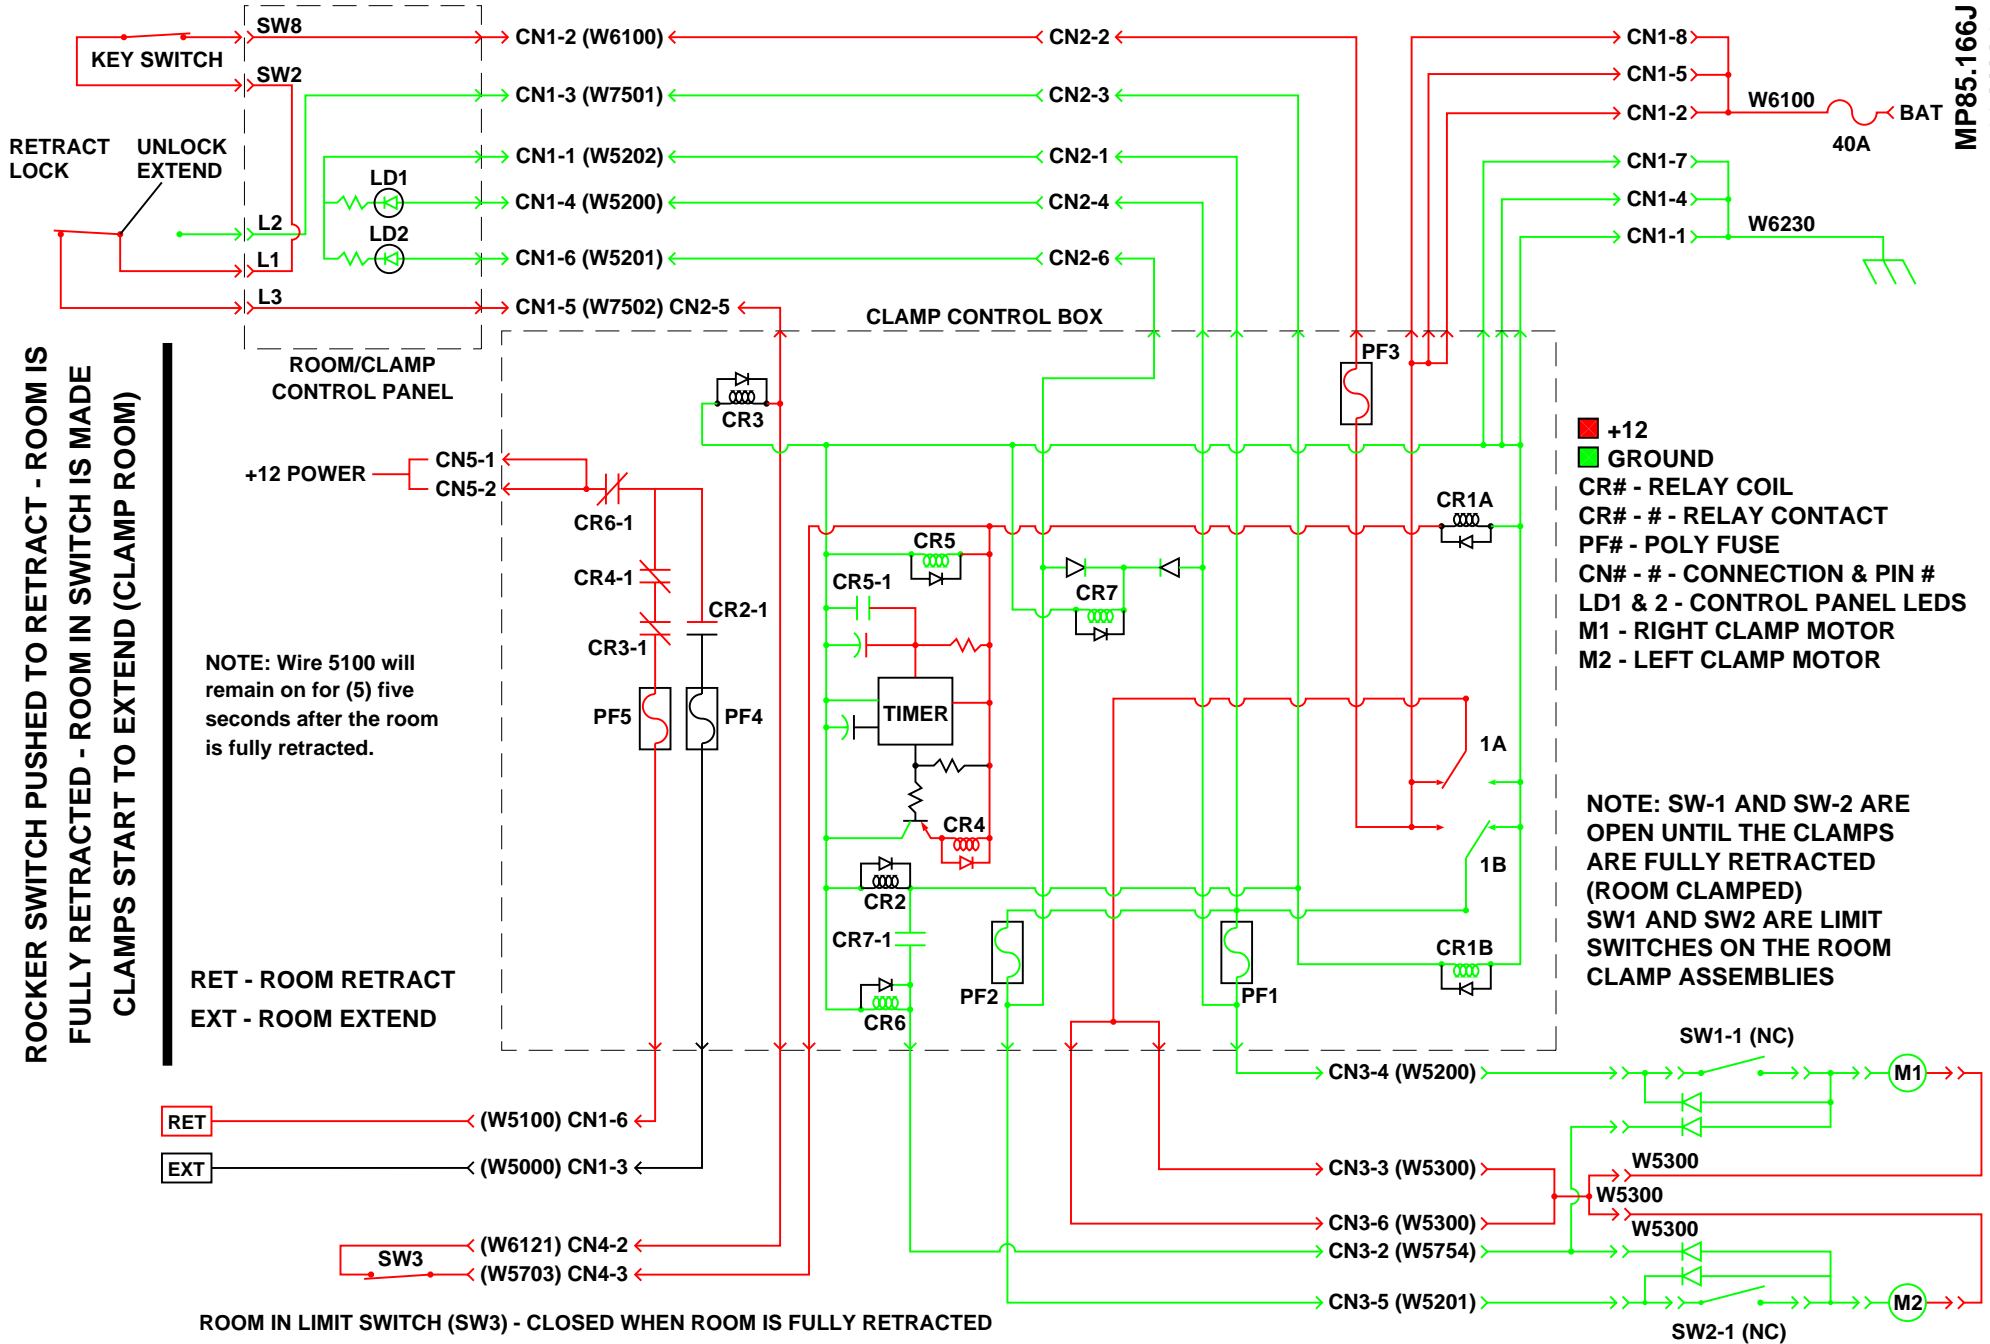 SW8
KEY SWITCH
SW2
CN1-2 (W6100)
CN2-2
CN1-3 (W7501)
CN2-3
CN1-1 (W5202)
CN2-1
CN1-4 (W5200)
CN2-4
CN1-6 (W5201)
CN2-6
CN1-5 (W7502) CN2-5
CN1-8
CN1-5
CN1-2
W6100
BAT
40A
CN1-7
CN1-4
CN1-1
W6230
MP85.166J
RETRACT
LOCK
UNLOCK
EXTEND
LD1
LD2
L2
L1
L3
ROOM/CLAMP
CONTROL PANEL
CLAMP CONTROL BOX
ROCKER SWITCH PUSHED TO RETRACT - ROOM IS
FULLY RETRACTED - ROOM IN SWITCH IS MADE
CLAMPS START TO EXTEND (CLAMP ROOM)
PF3
CR3
+12 POWER
CN5-1
CN5-2
CR6-1
CR4-1
CR3-1
CR2-1
PF5
PF4
NOTE: Wire 5100 will
remain on for (5) five
seconds after the room
is fully retracted.
CR5
CR5-1
TIMER
CR4
CR2
CR7-1
CR6
CR7
CR1A
1A
1B
CR1B
PF2
PF1
+12
GROUND
CR# - RELAY COIL
CR# - # - RELAY CONTACT
PF# - POLY FUSE
CN# - # - CONNECTION & PIN #
LD1 & 2 - CONTROL PANEL LEDS
M1 - RIGHT CLAMP MOTOR
M2 - LEFT CLAMP MOTOR
NOTE: SW-1 AND SW-2 ARE
OPEN UNTIL THE CLAMPS
ARE FULLY RETRACTED
(ROOM CLAMPED)
SW1 AND SW2 ARE LIMIT
SWITCHES ON THE ROOM
CLAMP ASSEMBLIES
RET - ROOM RETRACT
EXT - ROOM EXTEND
RET
(W5100) CN1-6
EXT
(W5000) CN1-3
(W6121) CN4-2
SW3
(W5703) CN4-3
SW1-1 (NC)
CN3-4 (W5200)
M1
CN3-3 (W5300)
W5300
W5300
CN3-6 (W5300)
W5300
CN3-2 (W5754)
CN3-5 (W5201)
M2
SW2-1 (NC)
ROOM IN LIMIT SWITCH (SW3) - CLOSED WHEN ROOM IS FULLY RETRACTED